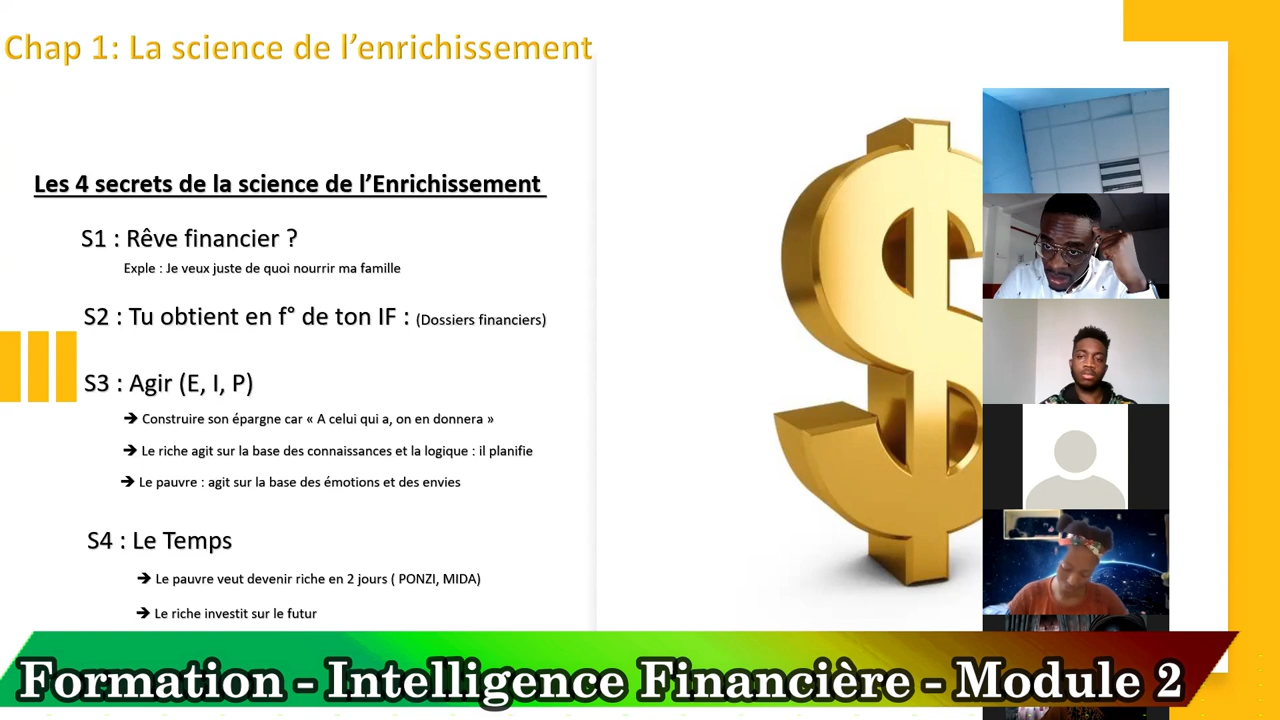 Chap 1: La science de l’enrichissement
Les 4 secrets de la science de l’Enrichissement
S1 : Rêve financier ?
Exple : Je veux juste de quoi nourrir ma famille
S2 : Tu obtient en f° de ton IF : (Dossiers financiers)
S3 : Agir (E, I, P)
➔ Construire son épargne car « A celui qui a, on en donnera »
➔ Le riche agit sur la base des connaissances et la logique : il planifie
➔ Le pauvre : agit sur la base des émotions et des envies
S4 : Le Temps
➔ Le pauvre veut devenir riche en 2 jours ( PONZI, MIDA)
➔ Le riche investit sur le futur
Formation - Intelligence Financière - Module 2